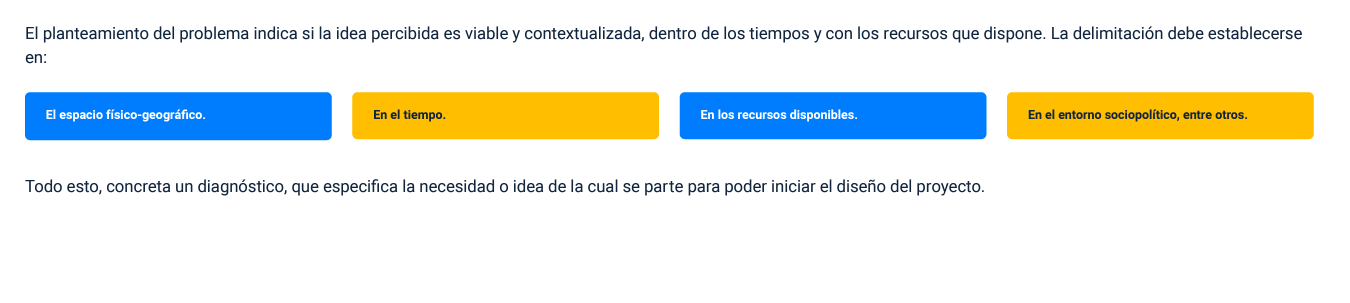 El planteamiento del problema indica si la idea percibida es viable y contextualizada, dentro de los tiempos y con los recursos que dispone. La delimitación debe establecerse
en:
El espacio físico-geográfico.
En el tiempo.
En los recursos disponibles.
En el entorno sociopolítico, entre otros.
Todo esto, concreta un diagnóstico, que especifica la necesidad o idea de la cual se parte para poder iniciar el diseño del proyecto.